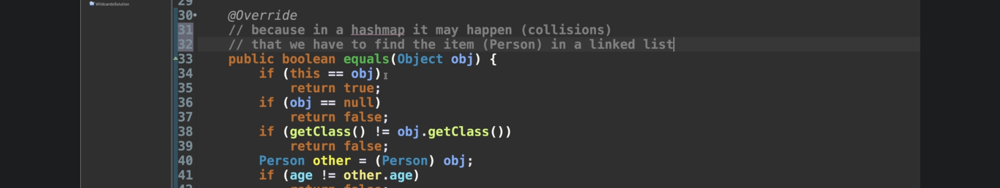 WildcardsSolution
29
30 @Override
31 // because in a hashmap it may happen (collisions)
32 // that we have to find the item (Person) in a linked list
33 public boolean equals(Object obj) {
34 if (this == obj)
35 return true;
36 if (obj == null)
37 return false;
38 if (getClass() != obj.getClass())
39 return false;
40 Person other = (Person) obj;
41 if (age != other.age)
42 return false;